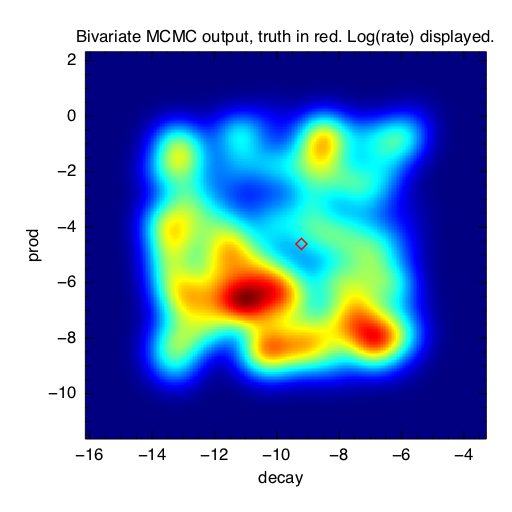 Bivariate MCMC output, truth in red. Log(rate) displayed.
2
0
−2
−4
prod
−6
−8
−10
−16 −14 −12 −10 −8 −6 −4
decay